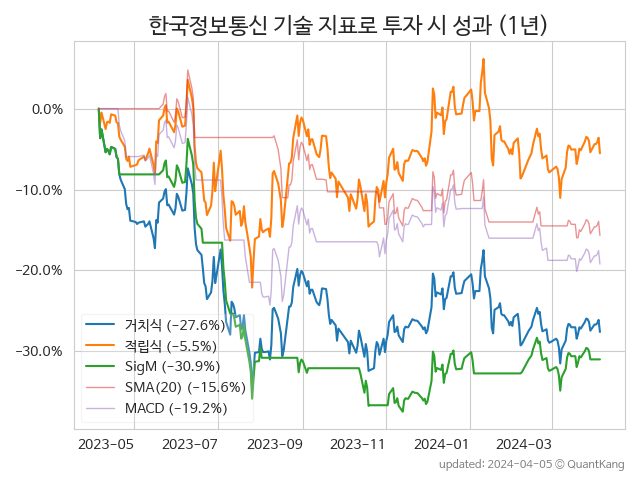 한국정보통신 기술 지표로 투자 시 성과 (1년)
0.0%
−10.0%
−20.0%
−30.0%
거치식 (−27.6%)
적립식 (−5.5%)
SigM (−30.9%)
SMA(20) (−15.6%)
MACD (−19.2%)
2023−05 2023−07 2023−09 2023−11 2024−01 2024−03
updated: 2024−04−05 © QuantKang